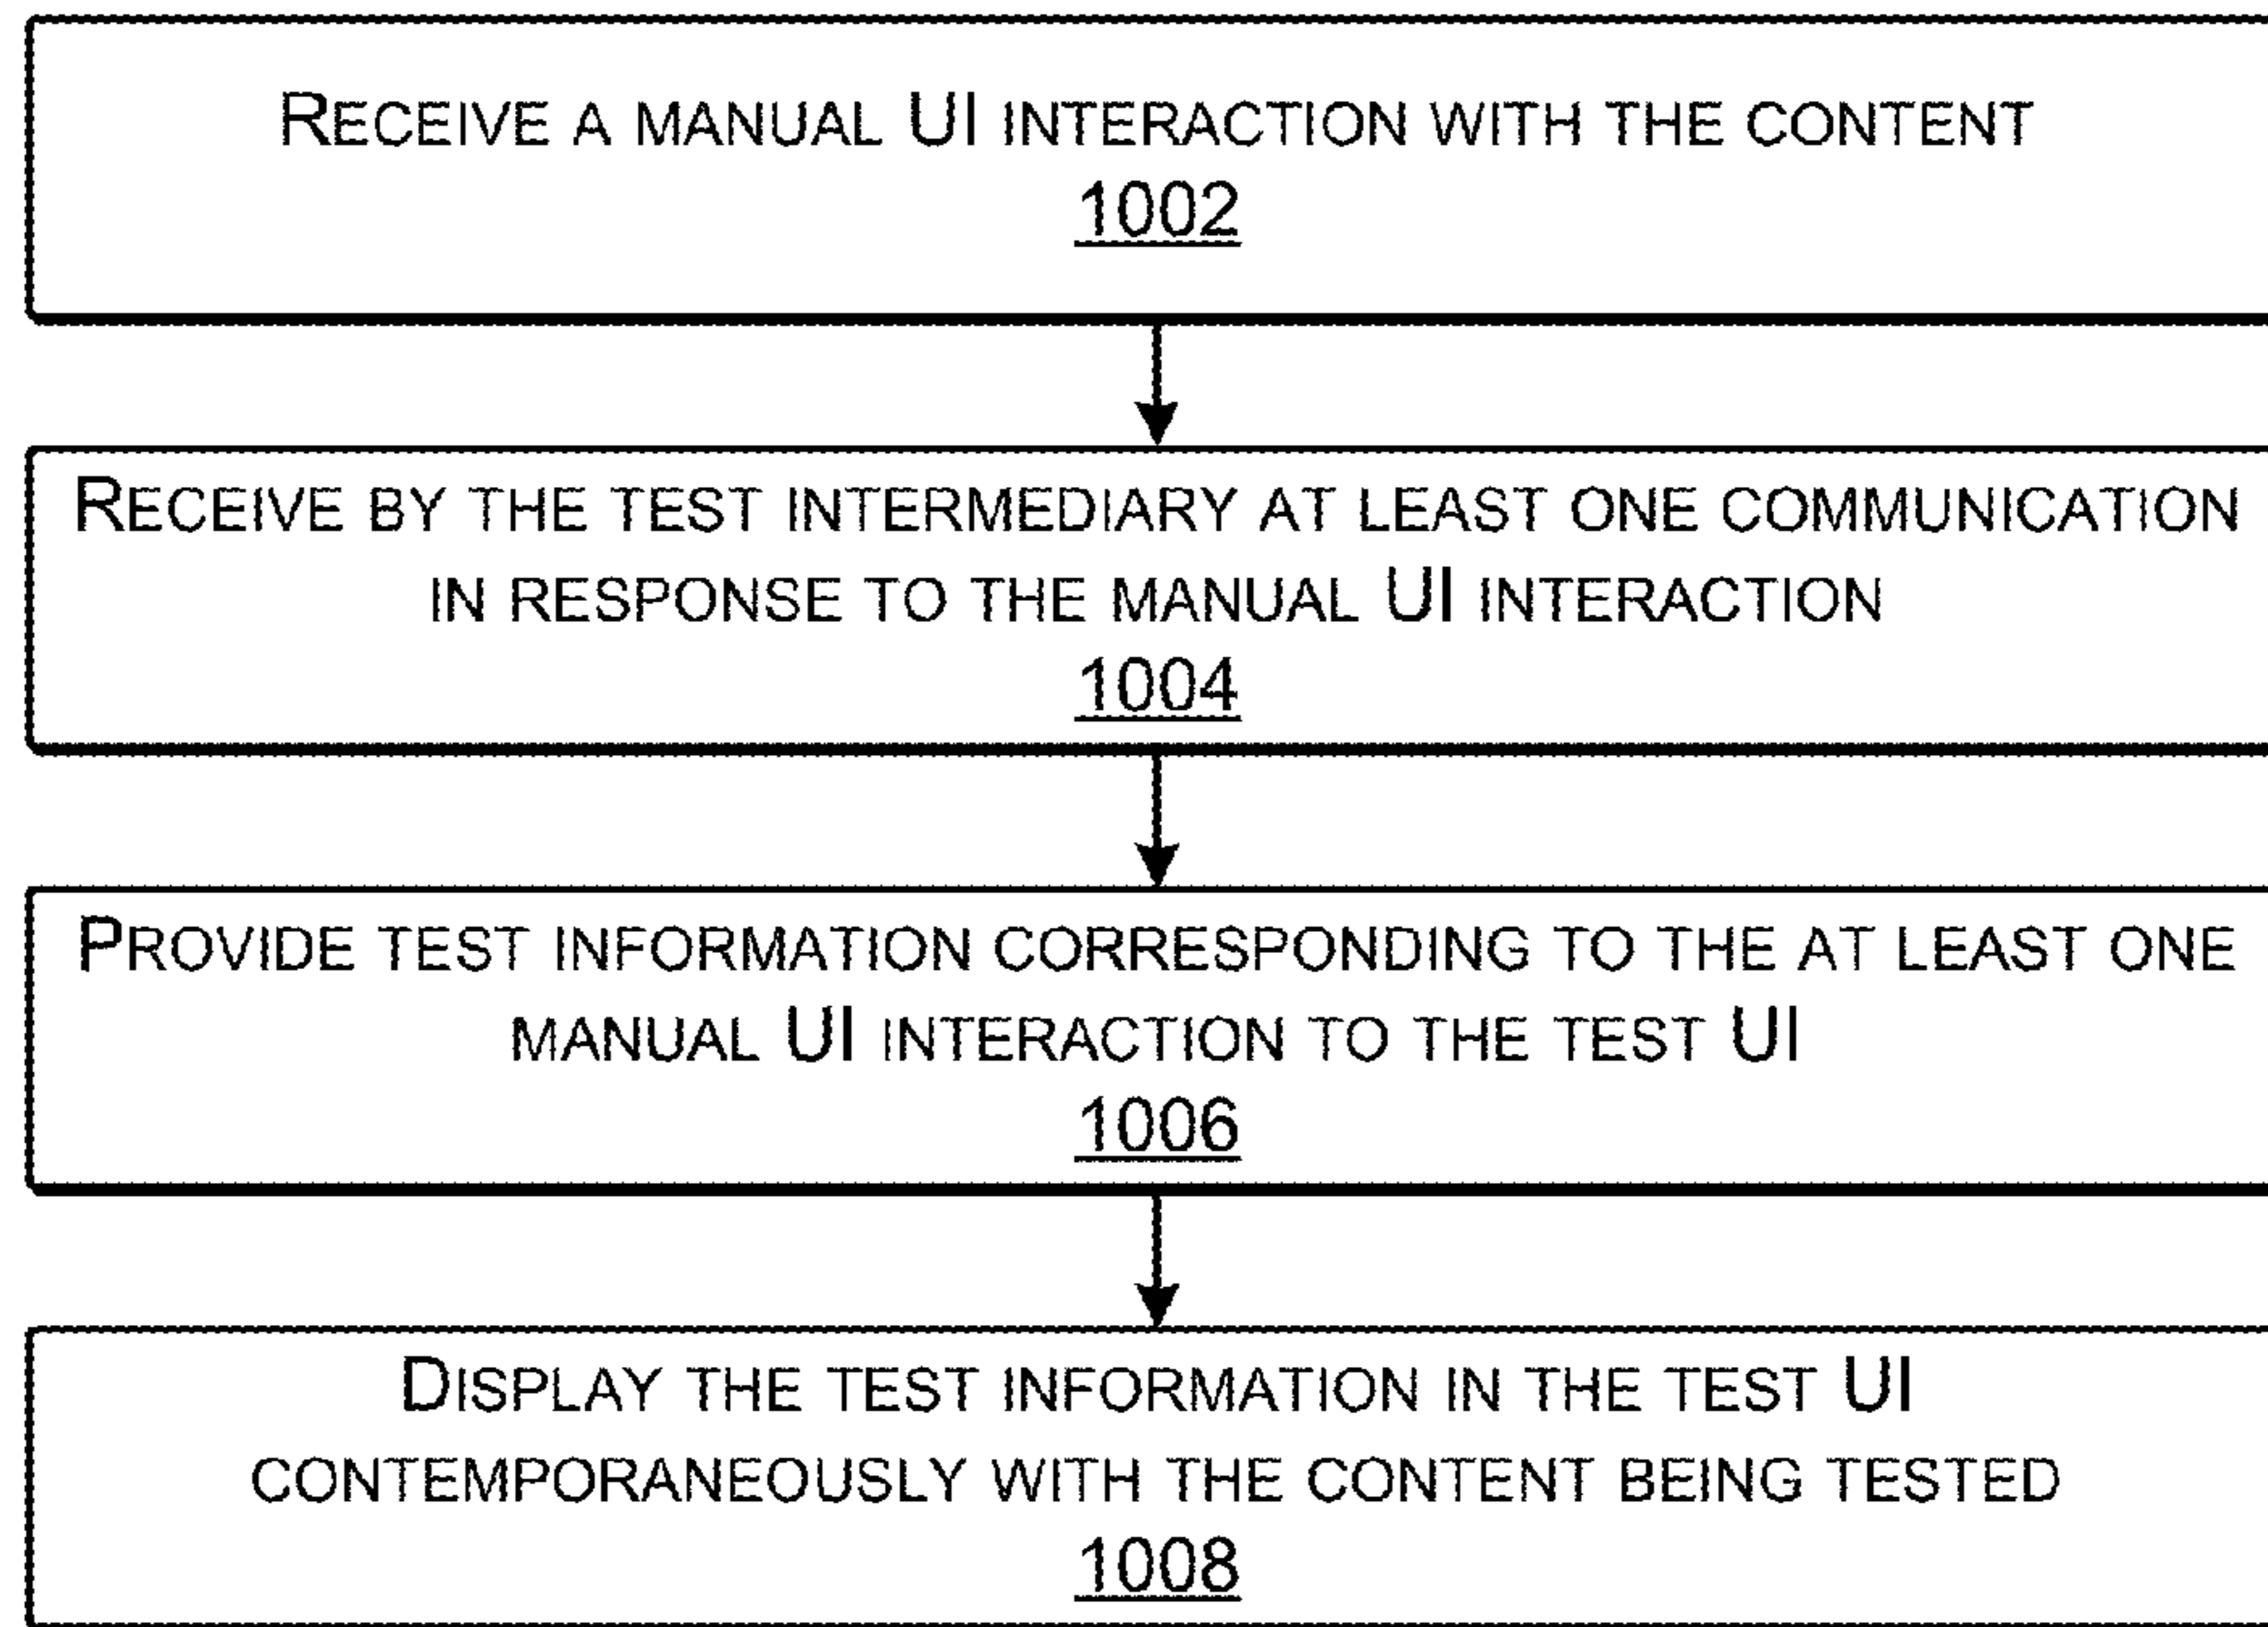 RECEIVE A MANUAL UI INTERACTION WITH THE CONTENT
1002
RECEIVE BY THE TEST INTERMEDIARY AT LEAST ONE COMMUNICATION
IN RESPONSE TO THE MANUAL UI INTERACTION
1004
PROVIDE TEST INFORMATION CORRESPONDING TO THE AT LEAST ONE
MANUAL UI INTERACTION TO THE TEST UI
1006
DISPLAY THE TEST INFORMATION IN THE TEST UI
CONTEMPORANEOUSLY WITH THE CONTENT BEING TESTED
1008